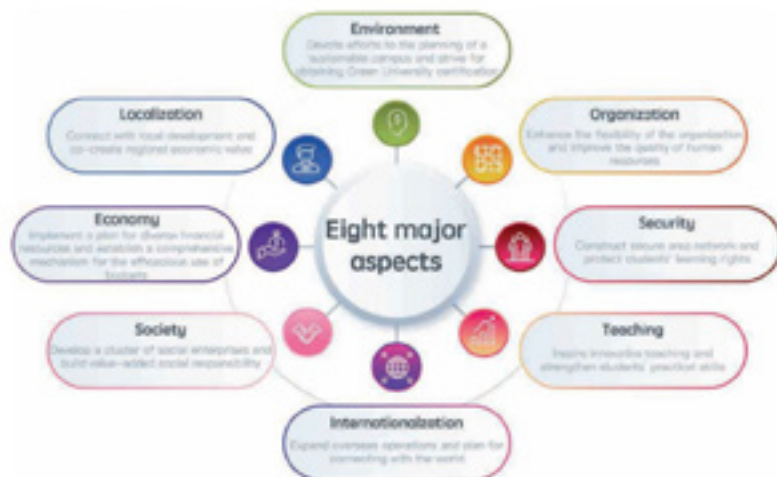 Environment
Devote efforts to the planning of a
sustainable campus and strive for
obtaining Green University certification
Localization
Connect with local development and
co-create regional economic value
Organization
Enhance the flexibility of the organization
and improve the quality of human
resources
Economy
Implement a plan for diverse financial
resources and establish a comprehensive
mechanism for the efficacious use of
budgets
Eight major
aspects
Security
Construct secure area network and
protect students' learning rights
Society
Develop a cluster of social enterprises and
build value-added social responsibility
Teaching
Inspire innovative teaching and
strengthen students' practical skills
Internationalization
Expand overseas operations and plan for
connecting with the world